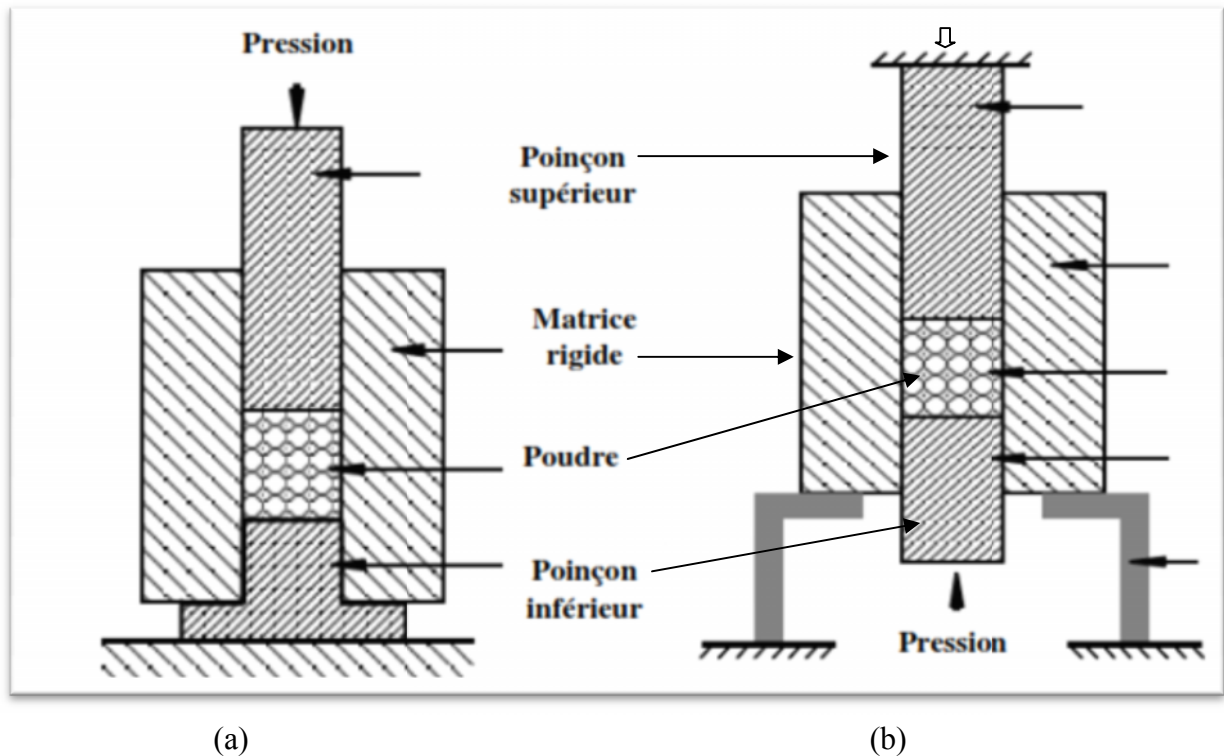 Pression
Poinçon
supérieur
Matrice
rigide
Poudre
Poinçon
inférieur
Pression
(a)
(b)